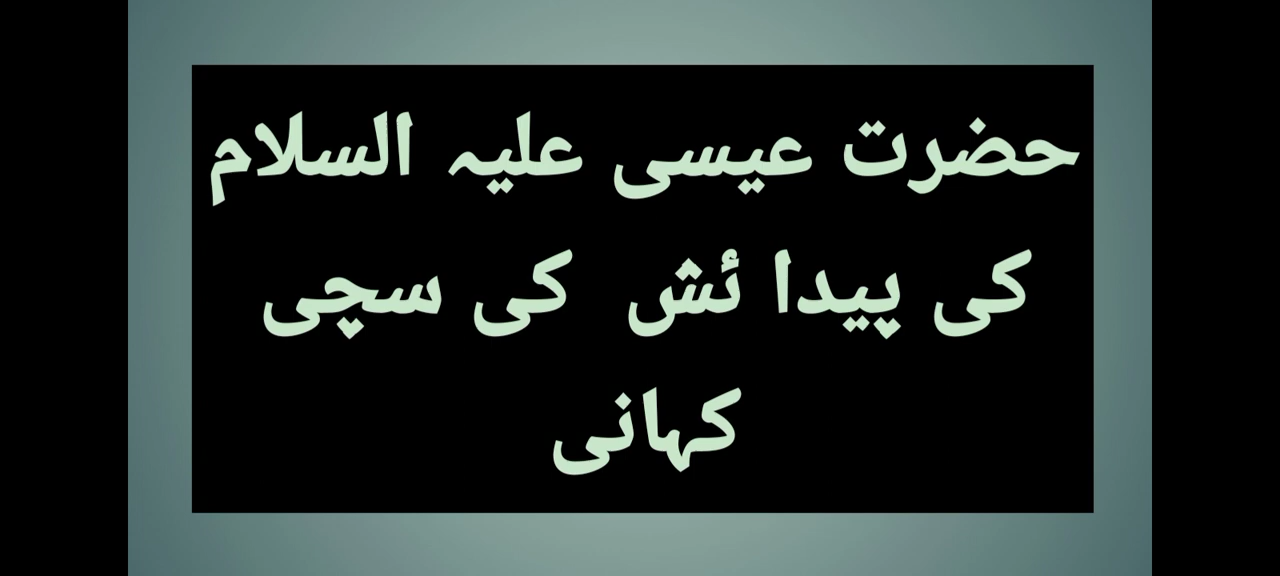 حضرت عیسی علیہ السلام
کی پیدا ئش کی سچی
کہانی